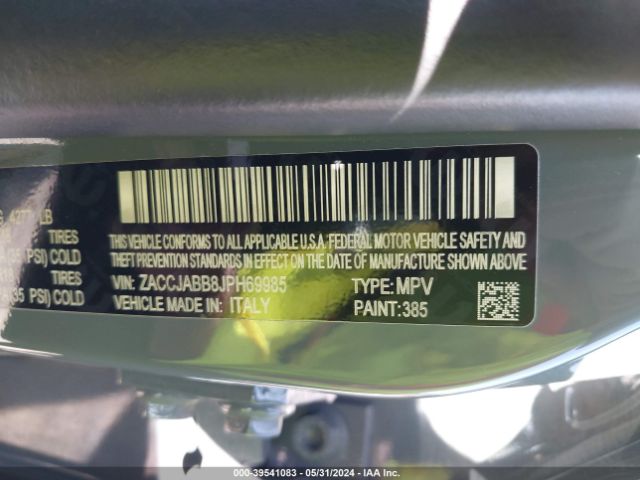 4277 LB
THIS VEHICLE CONFORMS TO ALL APPLICABLE U.S.A. FEDERAL MOTOR VEHICLE SAFETY AND
TIRES
THEFT PREVENTION STANDARDS IN EFFECT ON THE DATE OF MANUFACTURE SHOWN ABOVE
PSI) COLD
VIN: ZACCJABB8JPH69985 TYPE: MPV
TIRES
VEHICLE MADE IN: ITALY PAINT: 385
PSI) COLD
000-39541083 - 05/31/2024 - IAA Inc.